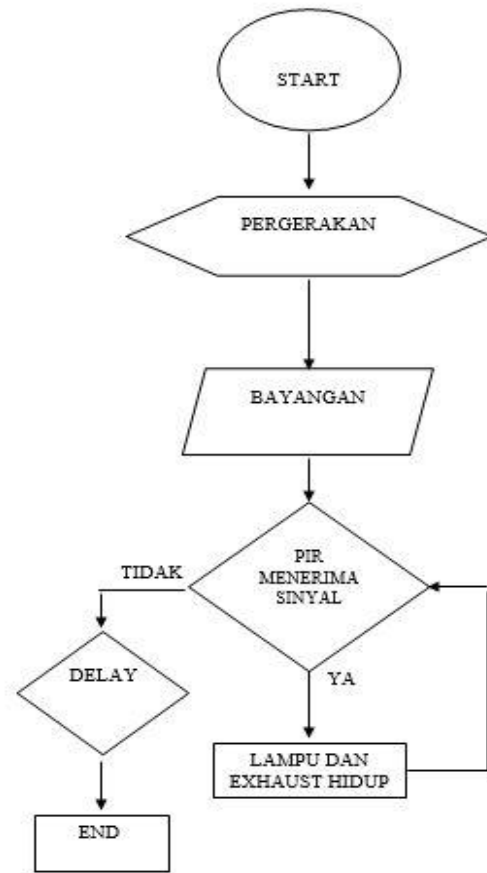 START
PERGERAKAN
BAYANGAN
PIR
MENERIMA
SINYAL
TIDAK
YA
DELAY
LAMPU DAN
EXHAUST HIDUP
END